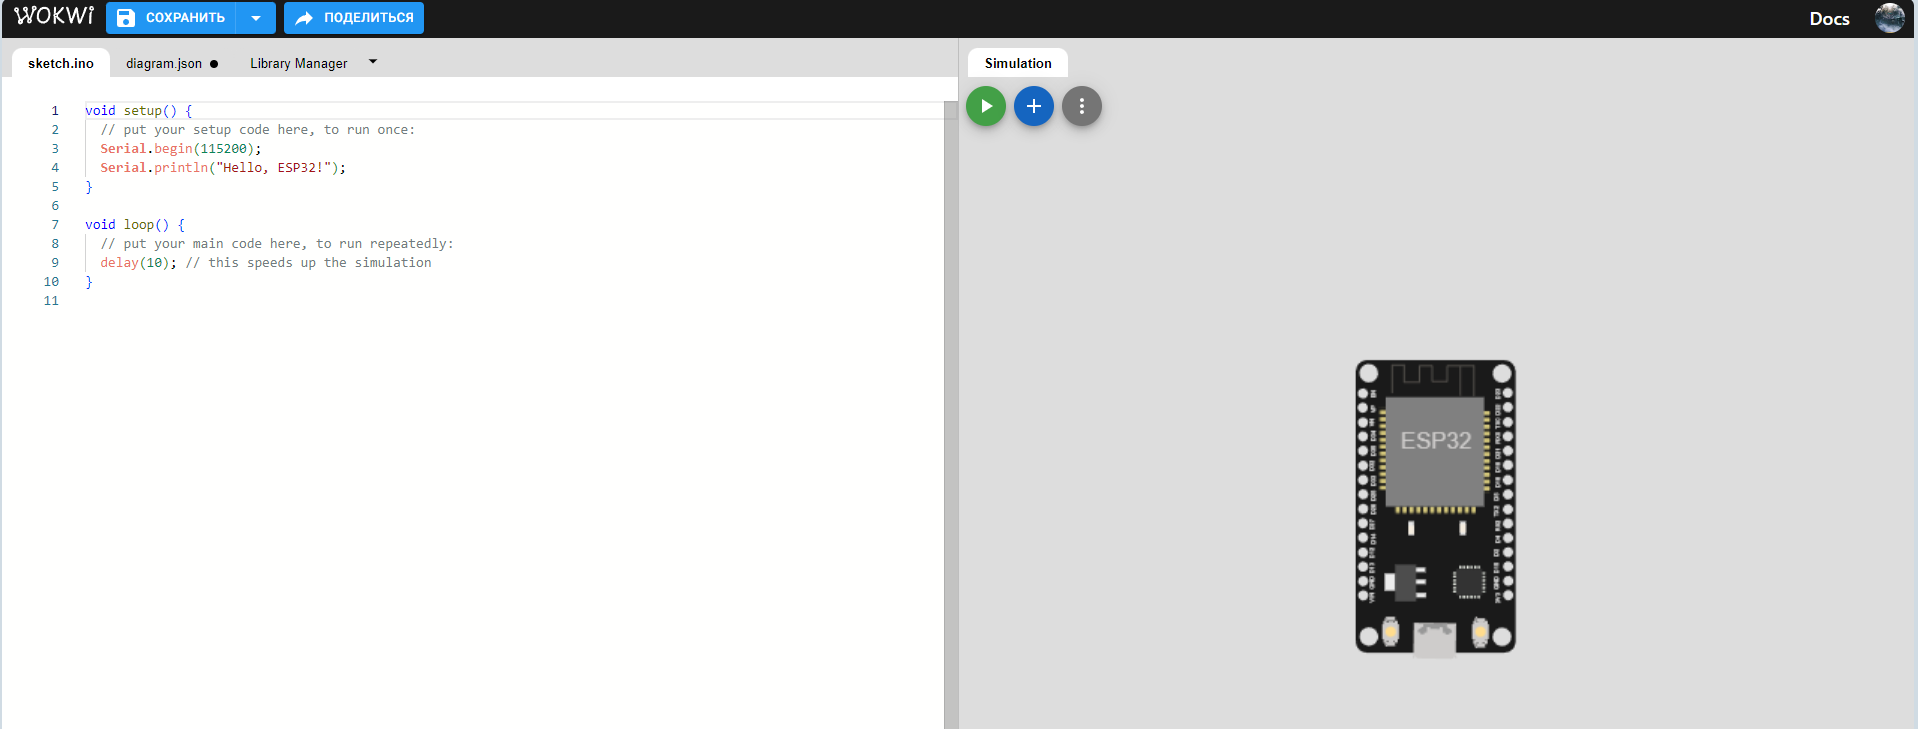 WOKWI СОХРАНИТЬ ПОДЕЛИТЬСЯ Docs
sketch.ino diagram.json ● Library Manager
Simulation
1 void setup() {
2 // put your setup code here, to run once:
3 Serial.begin(115200);
4 Serial.println("Hello, ESP32!");
5 }
6
7 void loop() {
8 // put your main code here, to run repeatedly:
9 delay(10); // this speeds up the simulation
10 }
11
ESP32